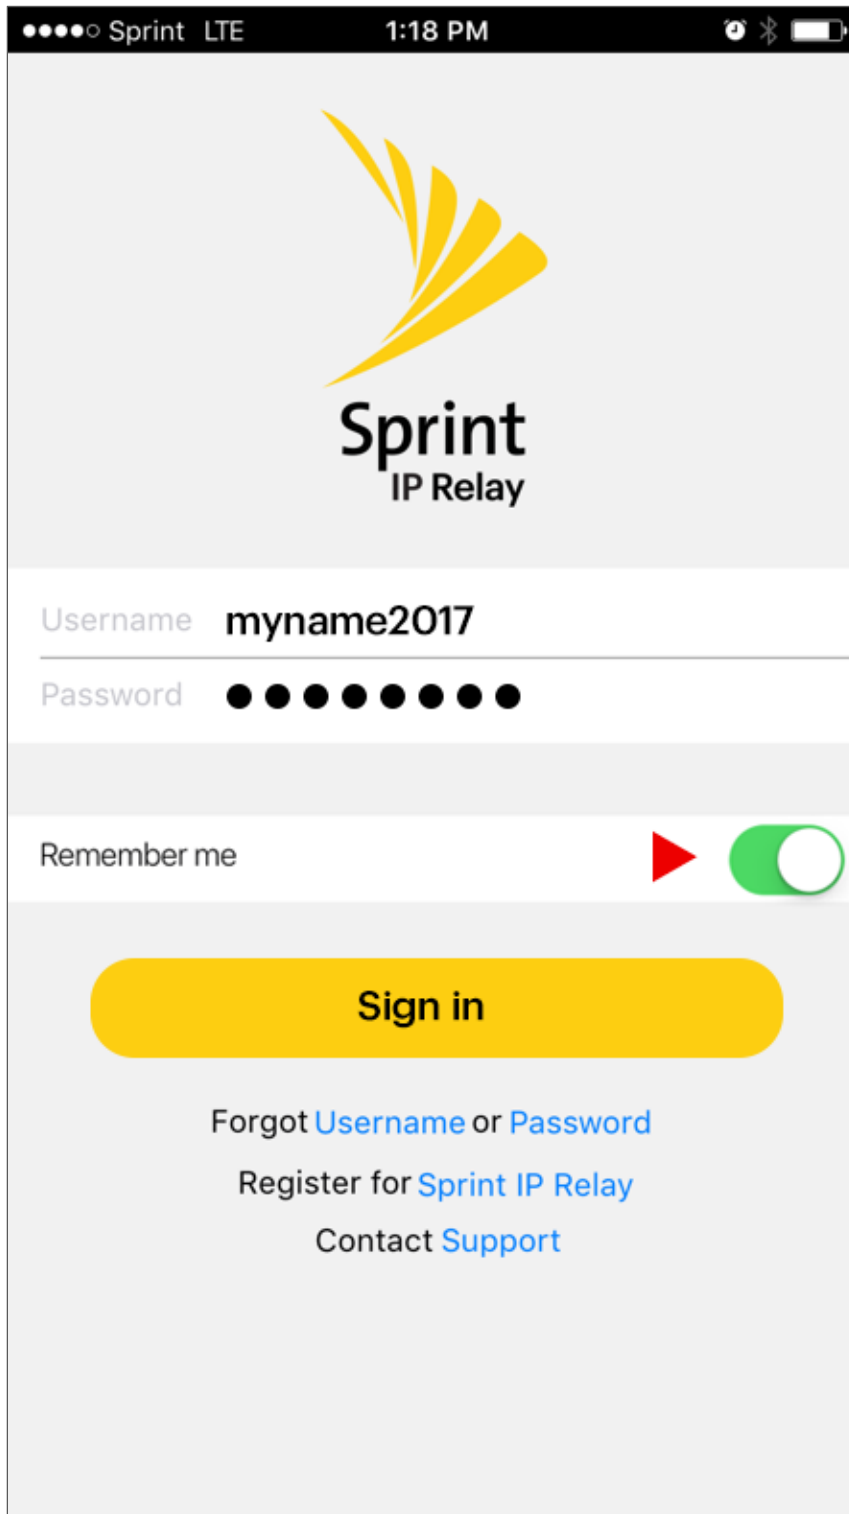 Sprint LTE 1:18 PM
Sprint
IP Relay
Username myname2017
Password ●●●●●●●●
Remember me
Sign in
Forgot Username or Password
Register for Sprint IP Relay
Contact Support